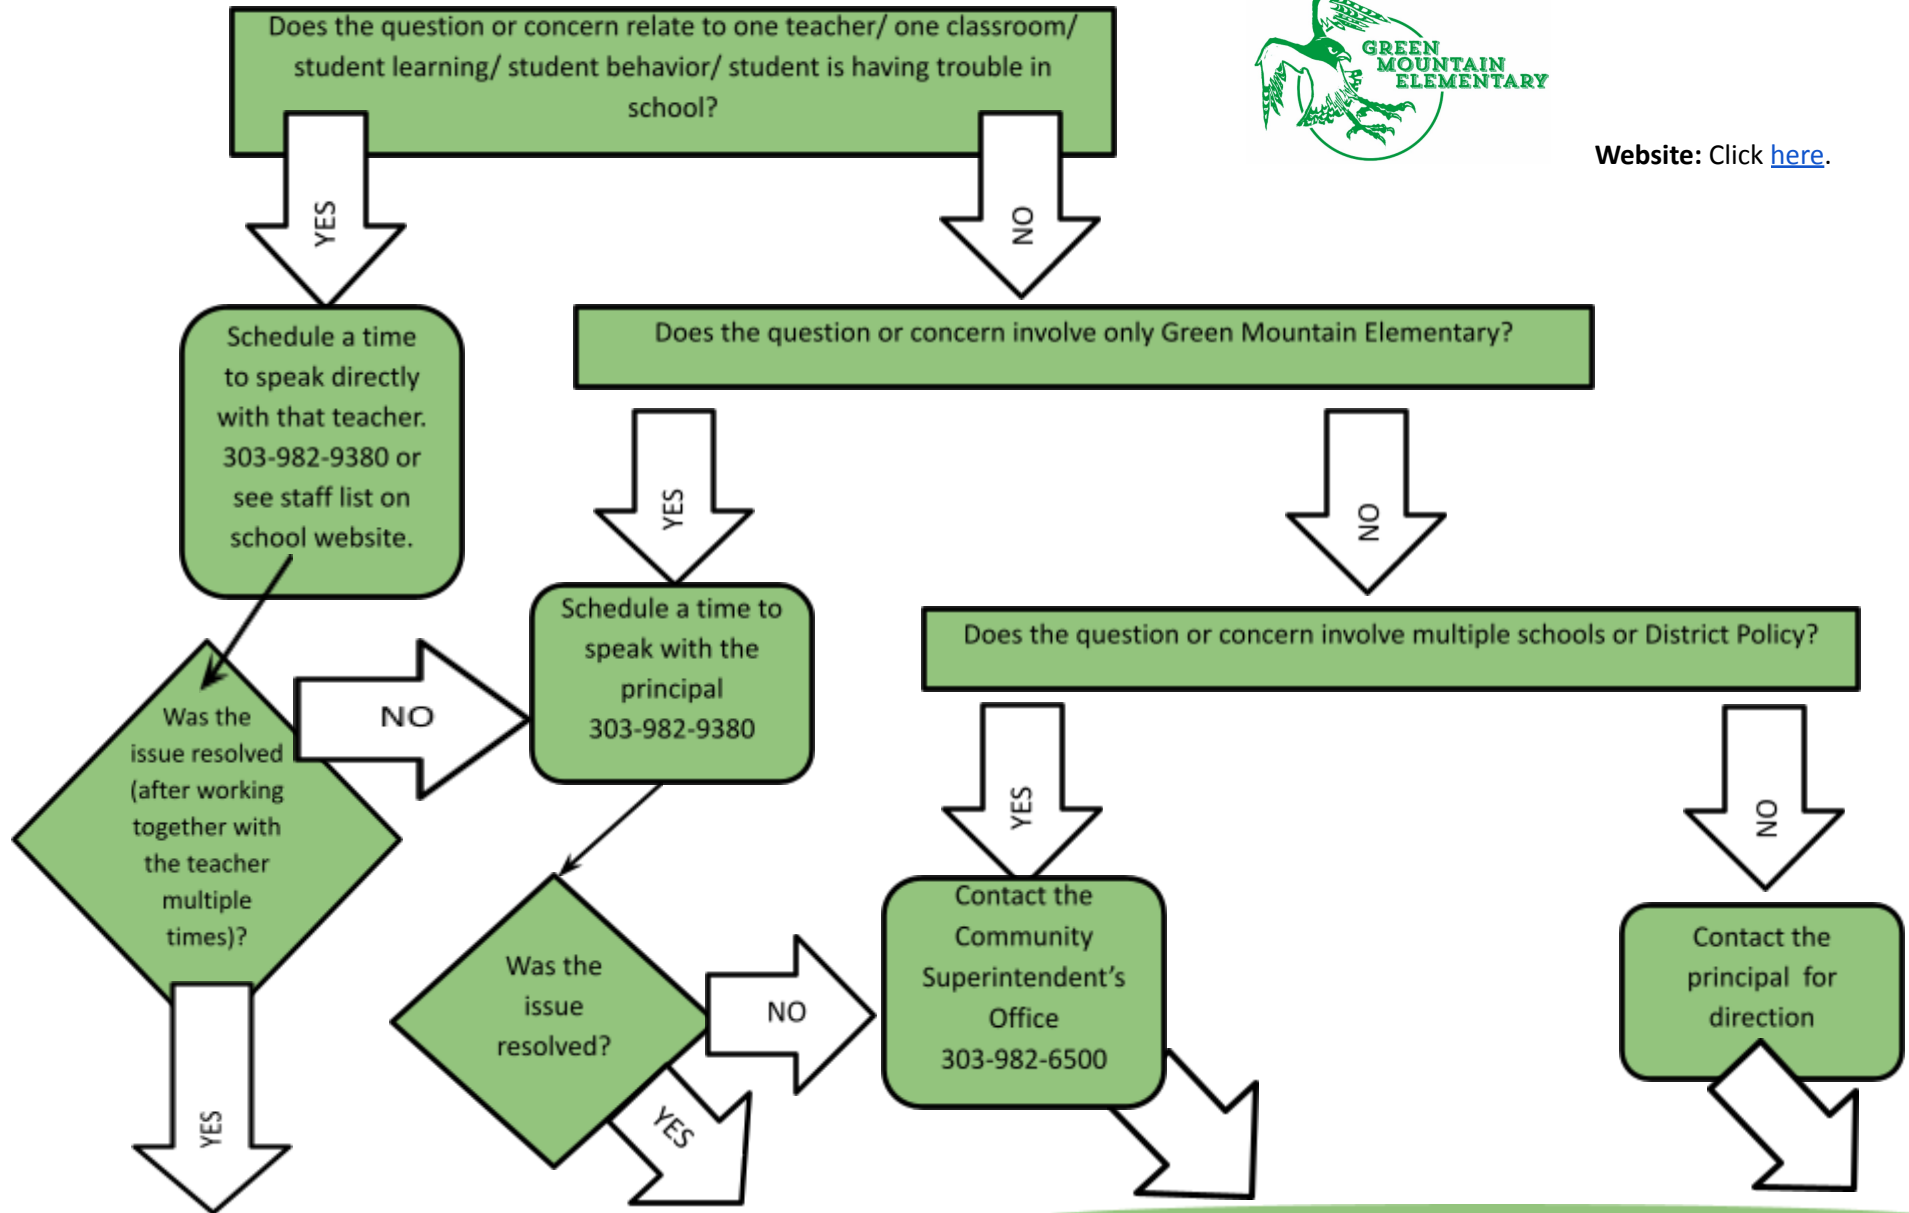 Does the question or concern relate to one teacher/ one classroom/
student learning/ student behavior/ student is having trouble in
school?
GREEN
MOUNTAIN
ELEMENTARY
Website: Click here.
YES
NO
Schedule a time
to speak directly
with that teacher.
303-982-9380 or
see staff list on
school website.
Does the question or concern involve only Green Mountain Elementary?
YES
NO
Schedule a time to
speak with the
principal
303-982-9380
Does the question or concern involve multiple schools or District Policy?
Was the
issue resolved
(after working
together with
the teacher
multiple
times)?
NO
YES
NO
Was the
issue
resolved?
NO
Contact the
Community
Superintendent's
Office
303-982-6500
Contact the
principal  for
direction
YES
YES